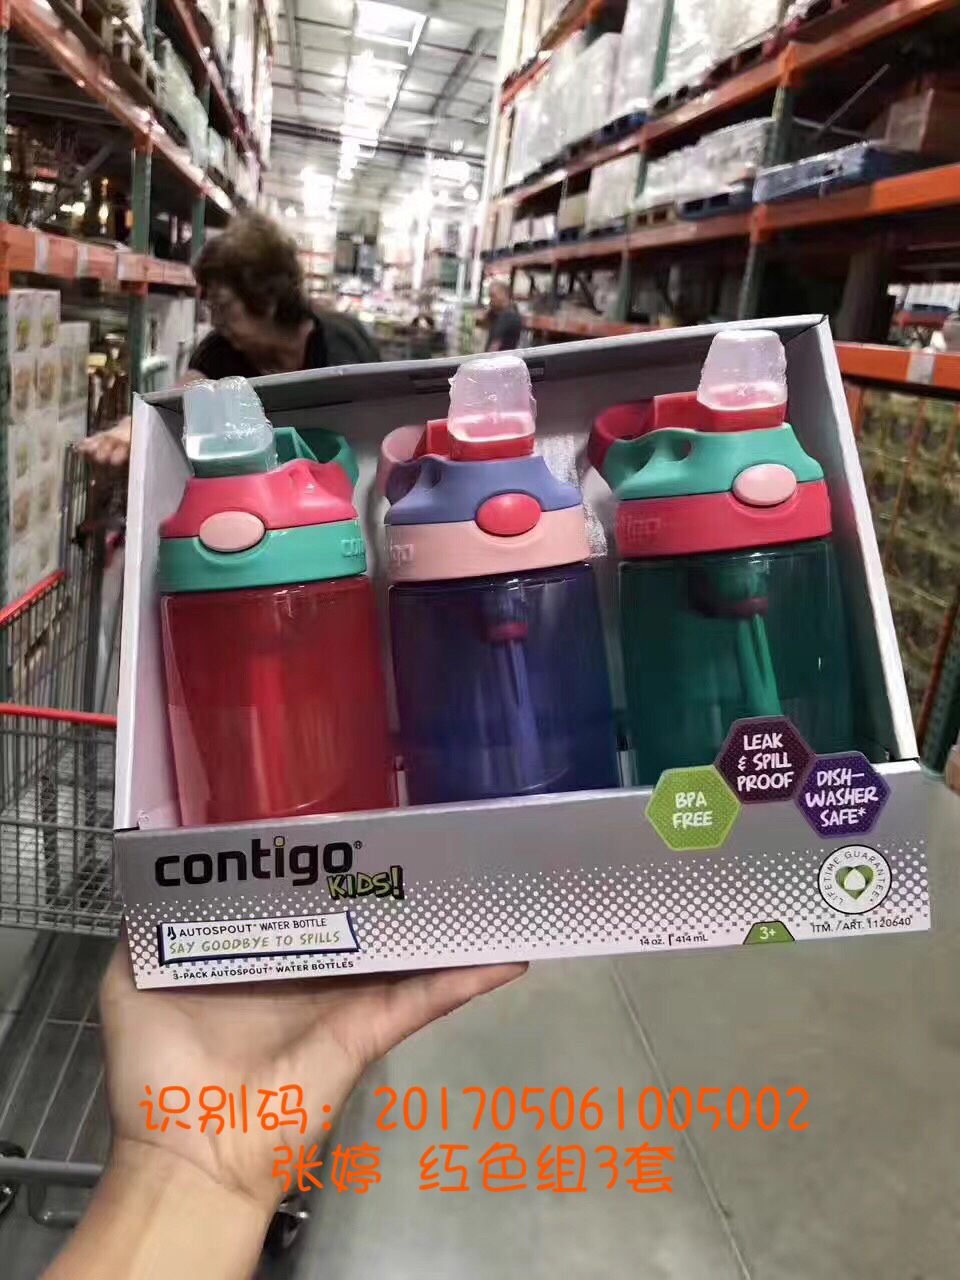 contigo
LEAK
& SPILL
PROOF
BPA
FREE
DISH-
WASHER
SAFE*
contigo®
KIDS!
LIFETIME GUARANTEE*
AUTOSPOUT® WATER BOTTLE
SAY GOODBYE TO SPILLS
3-PACK AUTOSPOUT® WATER BOTTLES
14 oz. | 414 mL
3+
ITM. / ART. 1120640
识别码：201705061005002
张婷 红色组3套